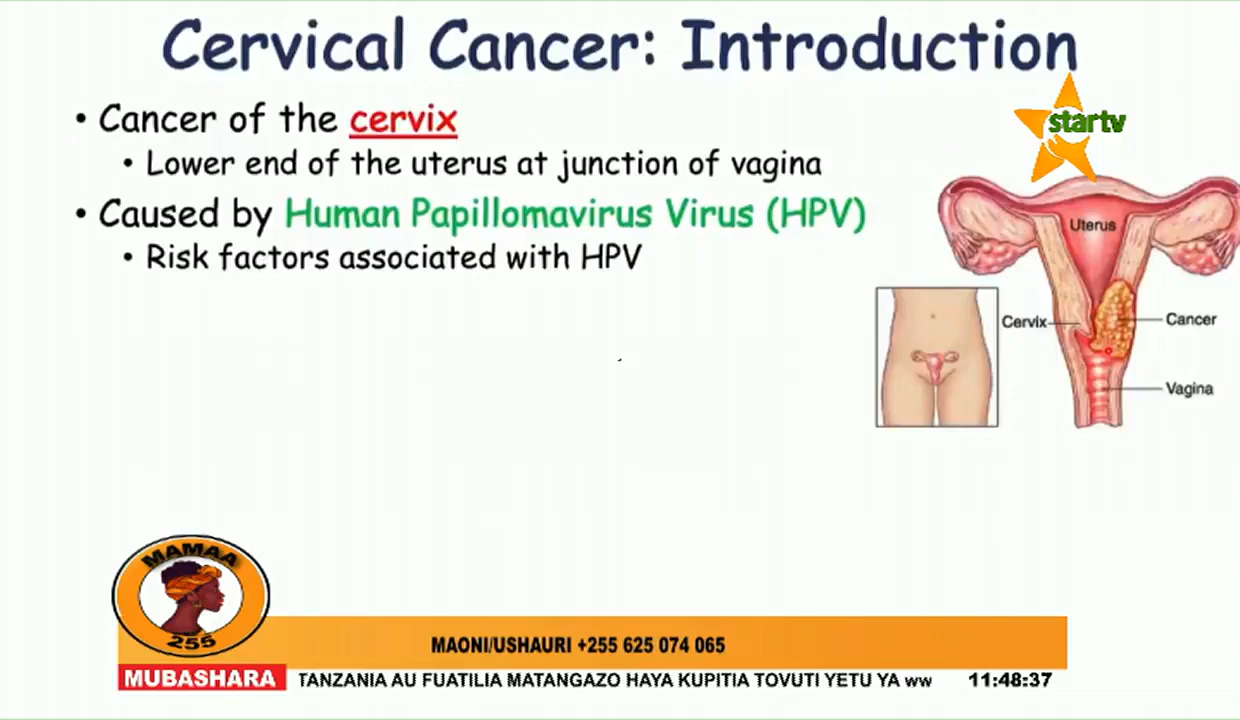 Cervical Cancer: Introduction
• Cancer of the cervix
• Lower end of the uterus at junction of vagina
• Caused by Human Papillomavirus Virus (HPV)
• Risk factors associated with HPV
startv
Uterus
Cervix
Cancer
Vagina
MAMAA
255
MAONI/USHAURI +255 625 074 065
MUBASHARA
TANZANIA AU FUATILIA MATANGAZO HAYA KUPITIA TOVUTI YETU YA ww
11:48:37